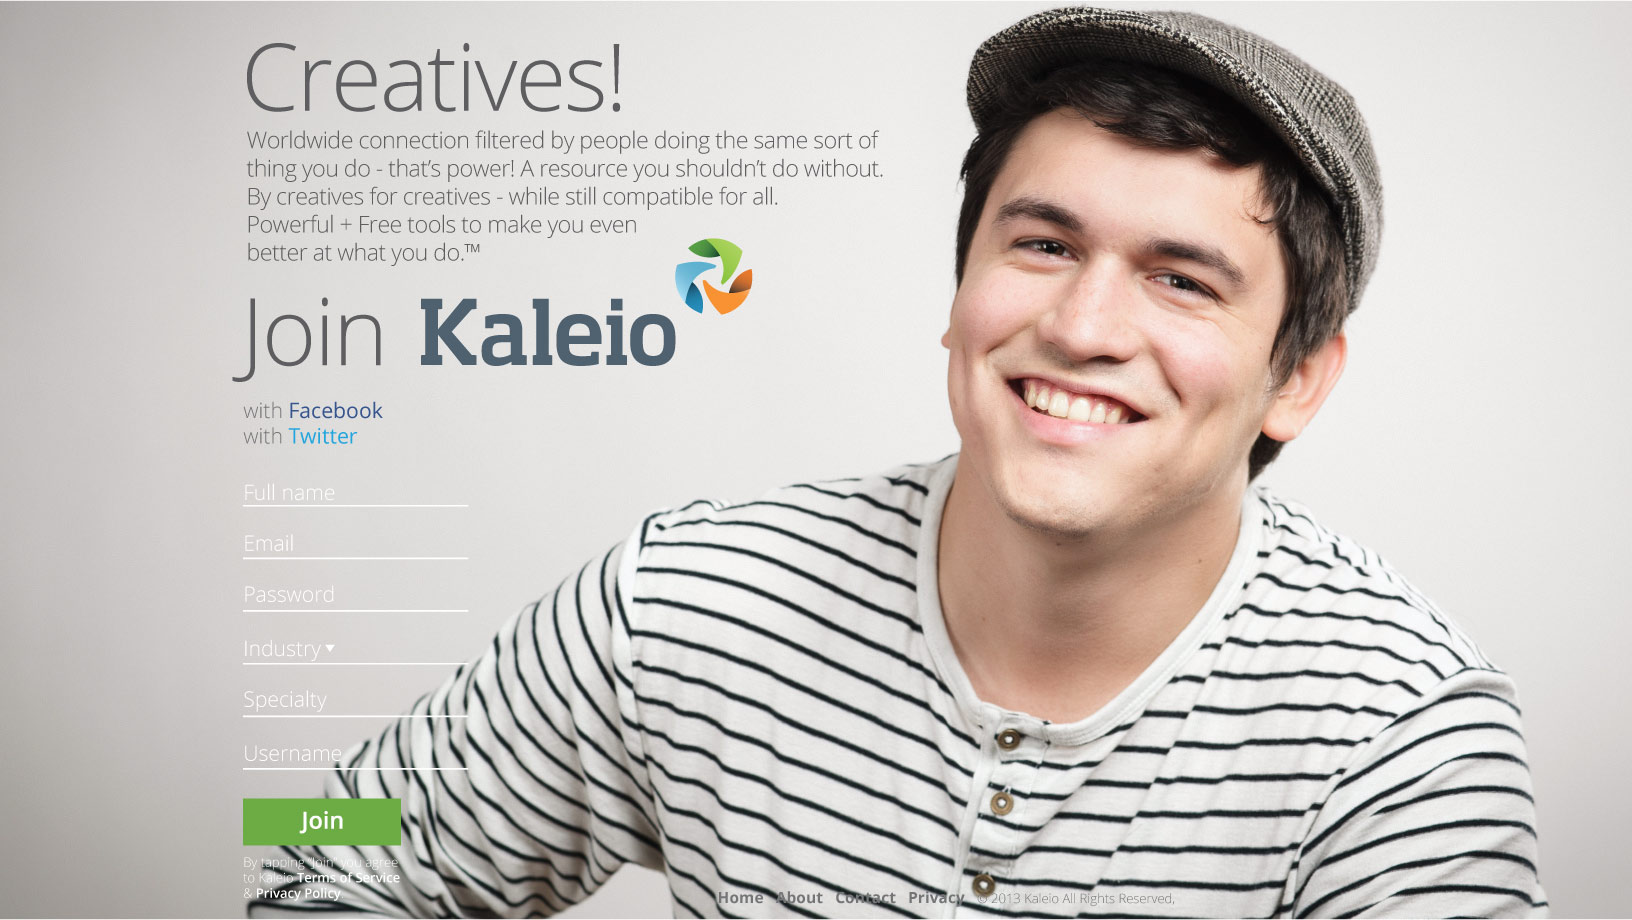 Creatives!
Worldwide connection filtered by people doing the same sort of
thing you do - that's power! A resource you shouldn't do without.
By creatives for creatives - while still compatible for all.
Powerful + Free tools to make you even
better at what you do.™
Join Kaleio
with Facebook
with Twitter
Full name
Email
Password
Industry ▾
Specialty
Username
Join
By tapping "Join" you agree
to Kaleio Terms of Service
& Privacy Policy.
Home About Contact Privacy © 2013 Kaleio All Rights Reserved,